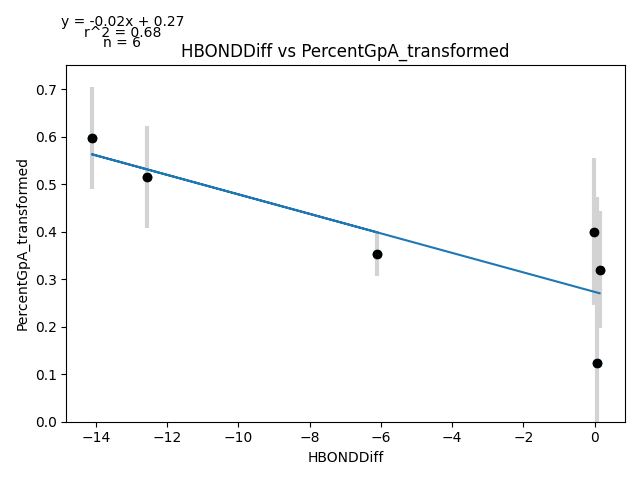 y = -0.02x + 0.27
r^2 = 0.68
n = 6
HBONDDiff vs PercentGpA_transformed
PercentGpA_transformed
0.7
0.6
0.5
0.4
0.3
0.2
0.1
0.0
−14
−12
−10
−8
−6
−4
−2
0
HBONDDiff